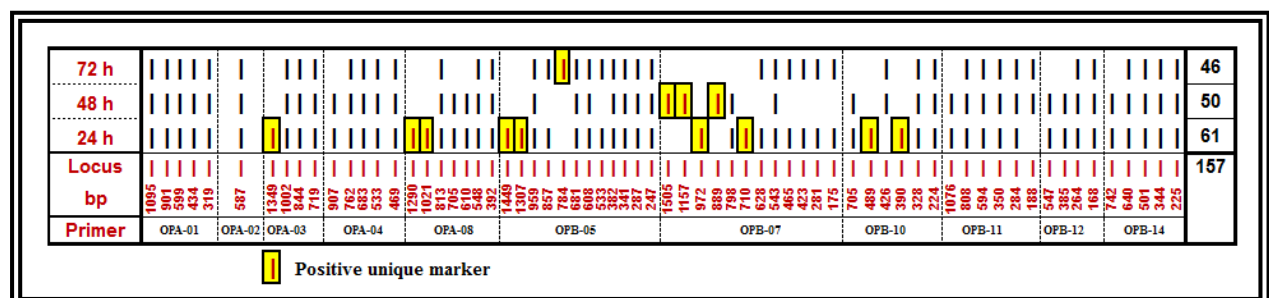 72 h 46
48 h 50
24 h 61
Locus 157
bp 1095 901 599 434 319 587 1349 1002 844 719 907 762 683 533 469 1290 1021 813 705 610 548 392 1449 1307 959 857 784 681 608 533 382 341 287 247 1505 1157 972 889 798 710 628 543 465 423 281 175 705 489 426 390 328 224 1076 808 594 350 284 188 547 385 264 168 742 640 501 344 225
Primer OPA-01 OPA-02 OPA-03 OPA-04 OPA-08 OPB-05 OPB-07 OPB-10 OPB-11 OPB-12 OPB-14
Positive unique marker